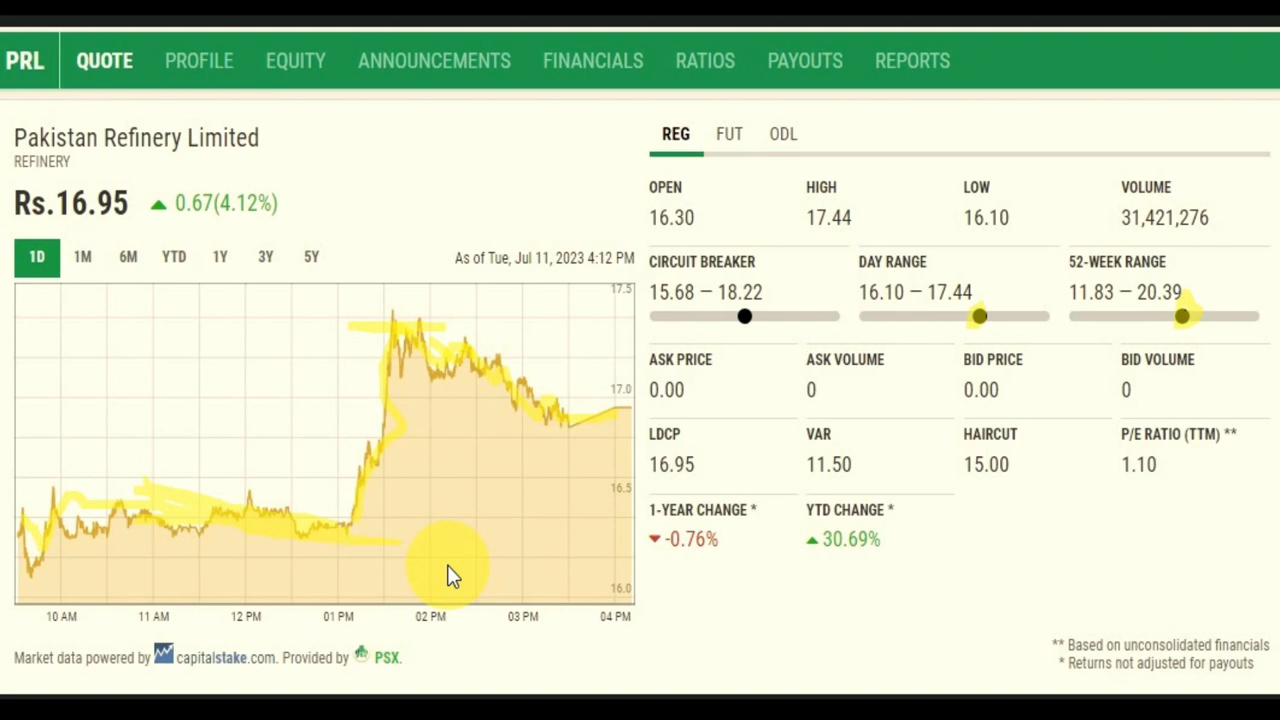 PRL QUOTE PROFILE EQUITY ANNOUNCEMENTS FINANCIALS RATIOS PAYOUTS REPORTS
Pakistan Refinery Limited
REFINERY
Rs.16.95 0.67(4.12%)
1D 1M 6M YTD 1Y 3Y 5Y
As of Tue, Jul 11, 2023 4:12 PM
17.5
17.0
16.5
16.0
10 AM 11 AM 12 PM 01 PM 02 PM 03 PM 04 PM
Market data powered by capitalstake.com. Provided by PSX.
REG FUT ODL
OPEN HIGH LOW VOLUME
16.30 17.44 16.10 31,421,276
CIRCUIT BREAKER DAY RANGE 52-WEEK RANGE
15.68 — 18.22 16.10 — 17.44 11.83 — 20.39
ASK PRICE ASK VOLUME BID PRICE BID VOLUME
0.00 0 0.00 0
LDCP VAR HAIRCUT P/E RATIO (TTM) **
16.95 11.50 15.00 1.10
1-YEAR CHANGE * YTD CHANGE *
-0.76% 30.69%
** Based on unconsolidated financials
* Returns not adjusted for payouts